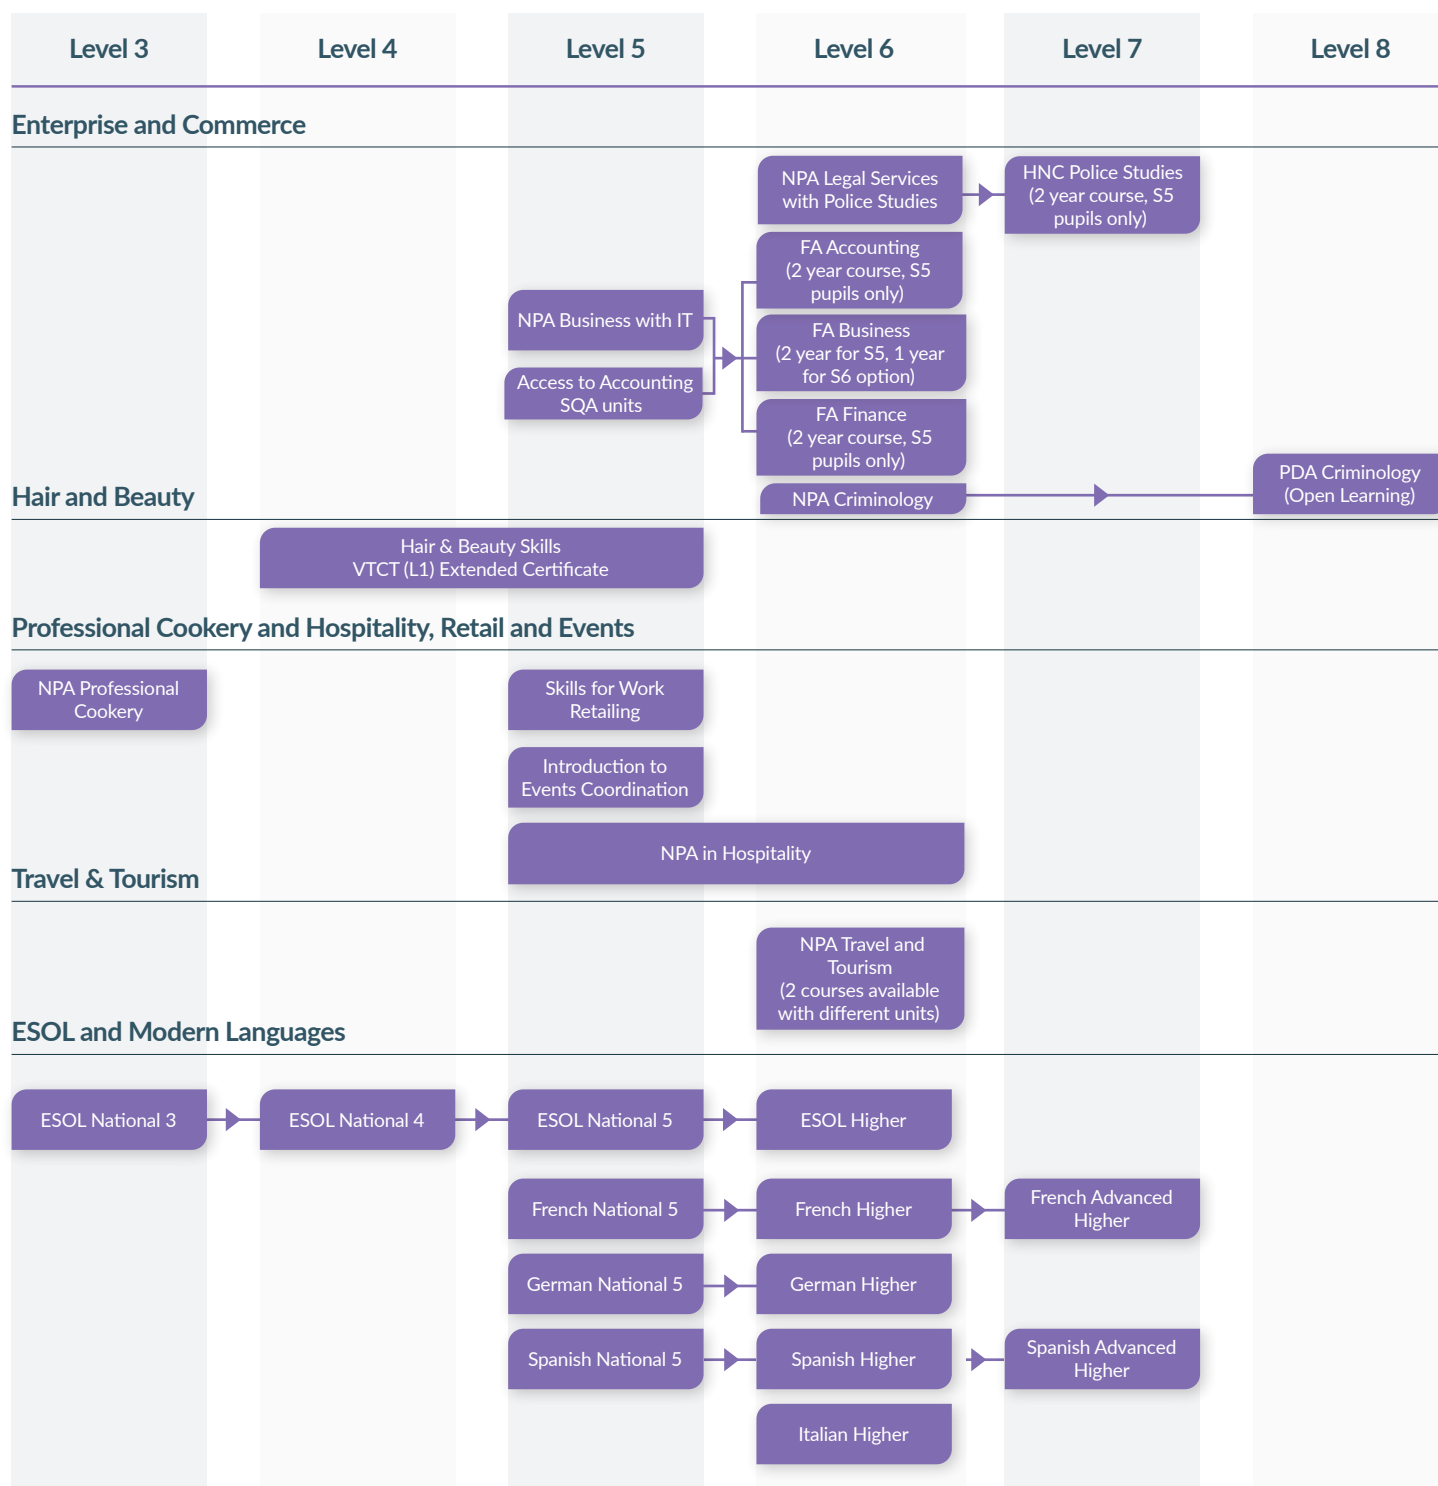 Level 3
Level 4
Level 5
Level 6
Level 7
Level 8
Enterprise and Commerce
NPA Legal Services
with Police Studies
HNC Police Studies
(2 year course, S5
pupils only)
FA Accounting
(2 year course, S5
pupils only)
NPA Business with IT
FA Business
(2 year for S5, 1 year
for S6 option)
Access to Accounting
SQA units
FA Finance
(2 year course, S5
pupils only)
NPA Criminology
PDA Criminology
(Open Learning)
Hair and Beauty
Hair & Beauty Skills
VTCT (L1) Extended Certificate
Professional Cookery and Hospitality, Retail and Events
NPA Professional
Cookery
Skills for Work
Retailing
Introduction to
Events Coordination
NPA in Hospitality
Travel & Tourism
NPA Travel and
Tourism
(2 courses available
with different units)
ESOL and Modern Languages
ESOL National 3
ESOL National 4
ESOL National 5
ESOL Higher
French National 5
French Higher
French Advanced
Higher
German National 5
German Higher
Spanish National 5
Spanish Higher
Spanish Advanced
Higher
Italian Higher